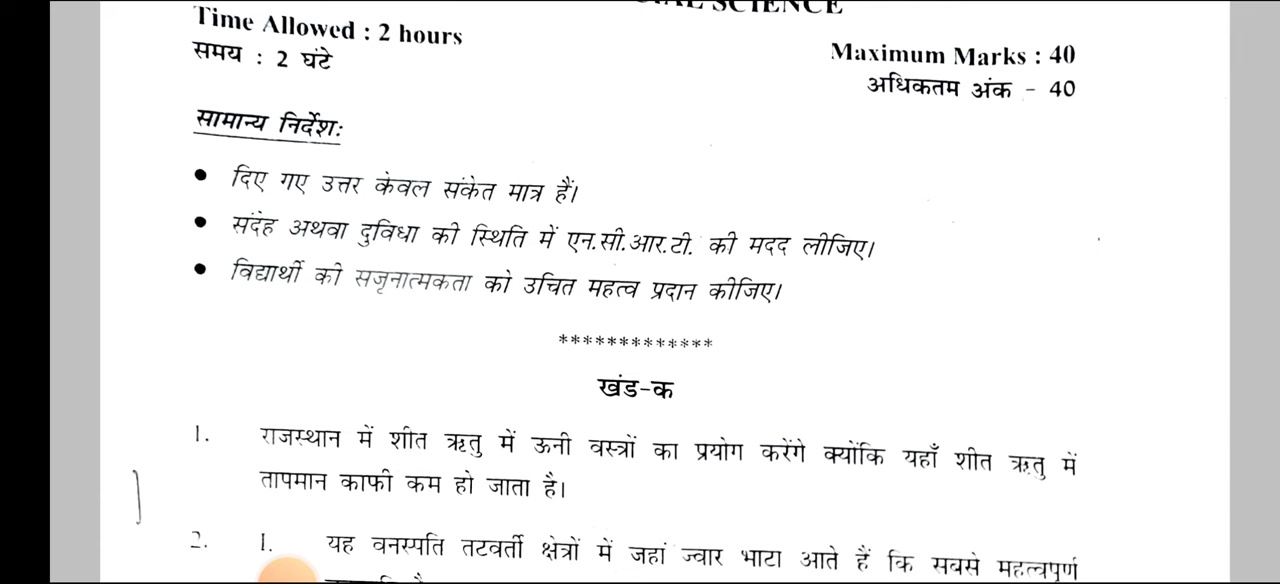 SCIENCE
Time Allowed : 2 hours
समय : 2 घंटे
Maximum Marks : 40
अधिकतम अंक - 40
सामान्य निर्देश:
• दिए गए उत्तर केवल संकेत मात्र हैं।
• संदेह अथवा दुविधा की स्थिति में एन.सी.आर.टी. की मदद लीजिए।
• विद्यार्थी की सजृनात्मकता को उचित महत्व प्रदान कीजिए।
*************
खंड-क
1. राजस्थान में शीत ऋतु में ऊनी वस्त्रों का प्रयोग करेंगे क्योंकि यहाँ शीत ऋतु में
तापमान काफी कम हो जाता है।
2. I. यह वनस्पति तटवर्ती क्षेत्रों में जहां ज्वार भाटा आते हैं कि सबसे महत्वपूर्ण